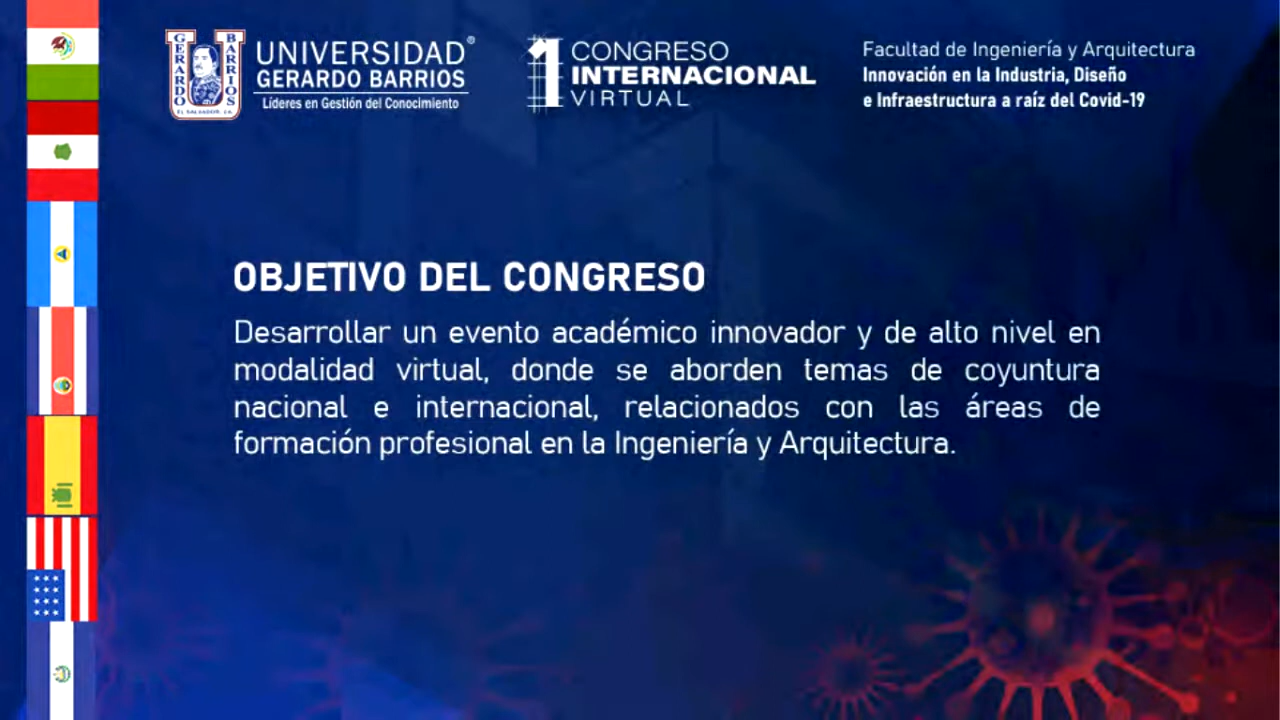 GERARDO
BARRIOS
EL SALVADOR, C.A.
UNIVERSIDAD®
GERARDO BARRIOS
Líderes en Gestión del Conocimiento
1 CONGRESO
INTERNACIONAL
VIRTUAL
Facultad de Ingeniería y Arquitectura
Innovación en la Industria, Diseño
e Infraestructura a raíz del Covid-19
OBJETIVO DEL CONGRESO
Desarrollar un evento académico innovador y de alto nivel en
modalidad virtual, donde se aborden temas de coyuntura
nacional e internacional, relacionados con las áreas de
formación profesional en la Ingeniería y Arquitectura.